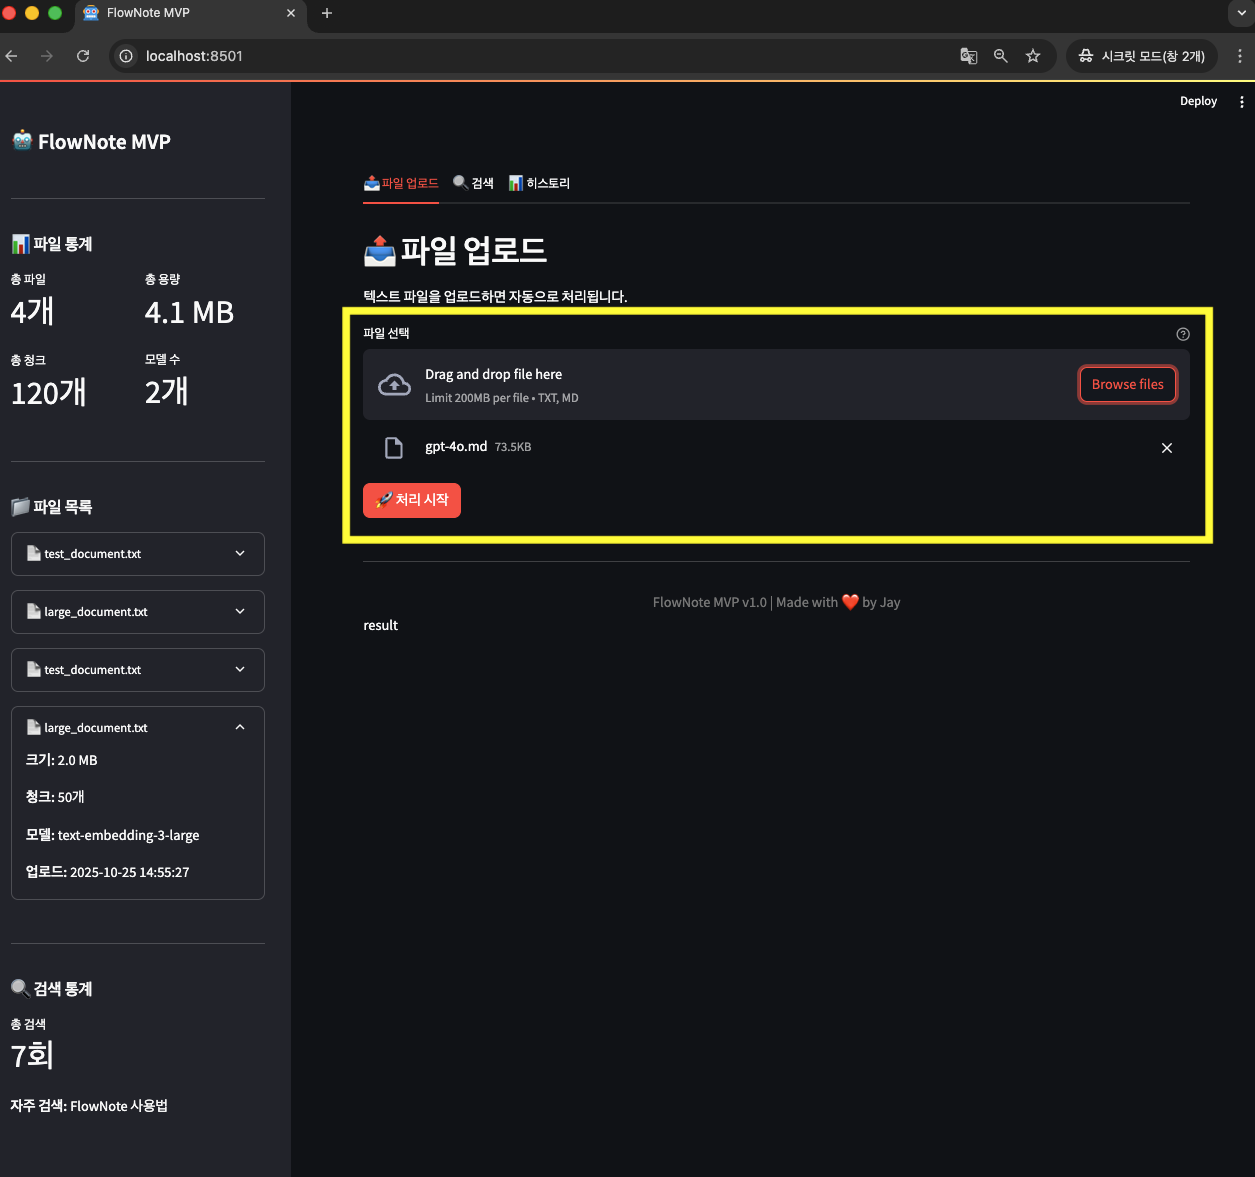 FlowNote MVP
localhost:8501
시크릿 모드(창 2개)
Deploy
FlowNote MVP
파일 통계
총 파일
4개
총 용량
4.1 MB
총 청크
120개
모델 수
2개
파일 목록
test_document.txt
large_document.txt
test_document.txt
large_document.txt
크기: 2.0 MB
청크: 50개
모델: text-embedding-3-large
업로드: 2025-10-25 14:55:27
검색 통계
총 검색
7회
자주 검색: FlowNote 사용법
파일 업로드
검색
히스토리
파일 업로드
텍스트 파일을 업로드하면 자동으로 처리됩니다.
파일 선택
Drag and drop file here
Limit 200MB per file • TXT, MD
Browse files
gpt-4o.md 73.5KB
처리 시작
FlowNote MVP v1.0 | Made with ❤️ by Jay
result